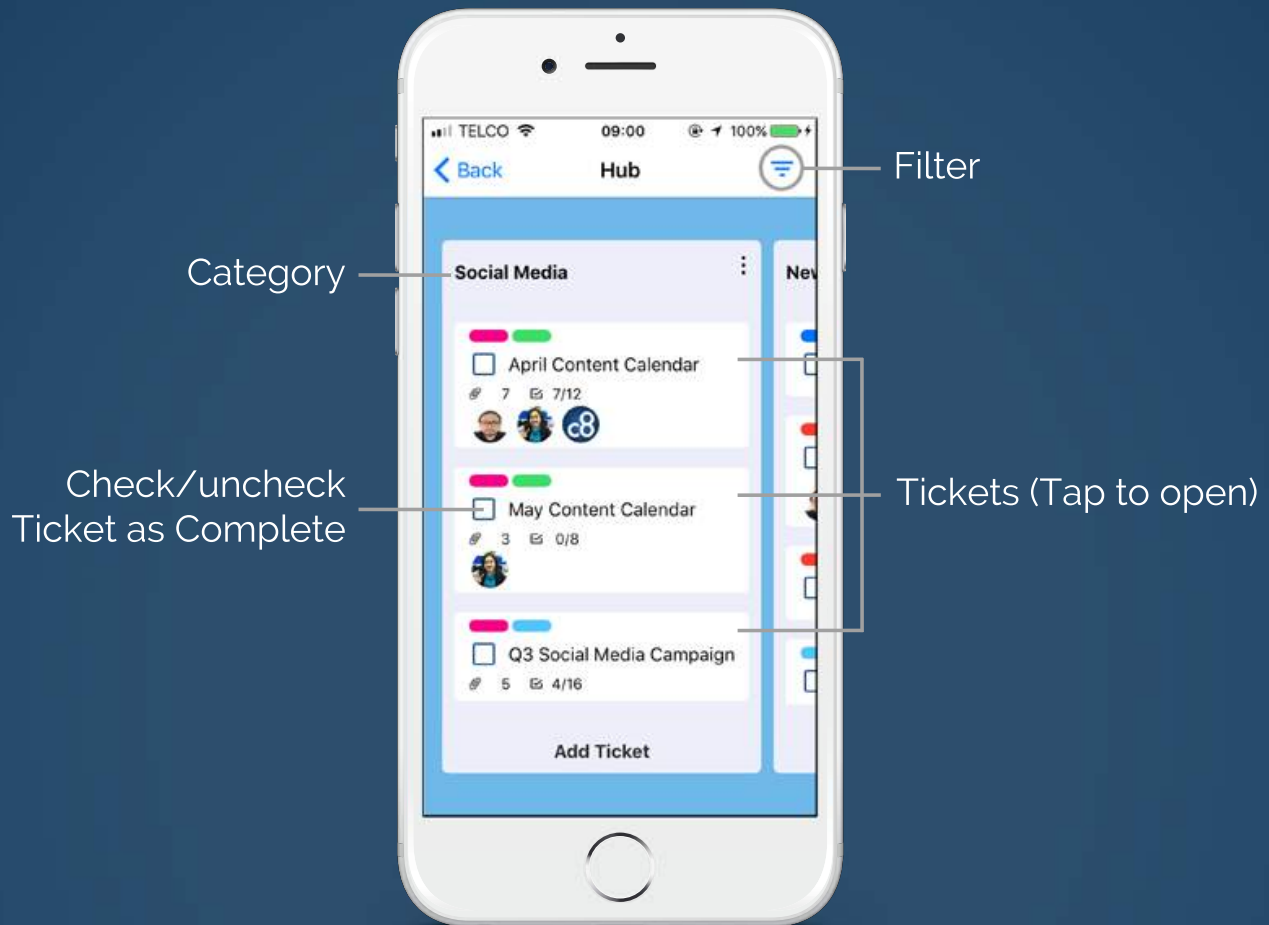 TELCO 09:00 100%
Back Hub
Filter
Category
Social Media
New
April Content Calendar
7 7/12
c8
Check/uncheck
Ticket as Complete
May Content Calendar
3 0/8
Tickets (Tap to open)
Q3 Social Media Campaign
5 4/16
Add Ticket